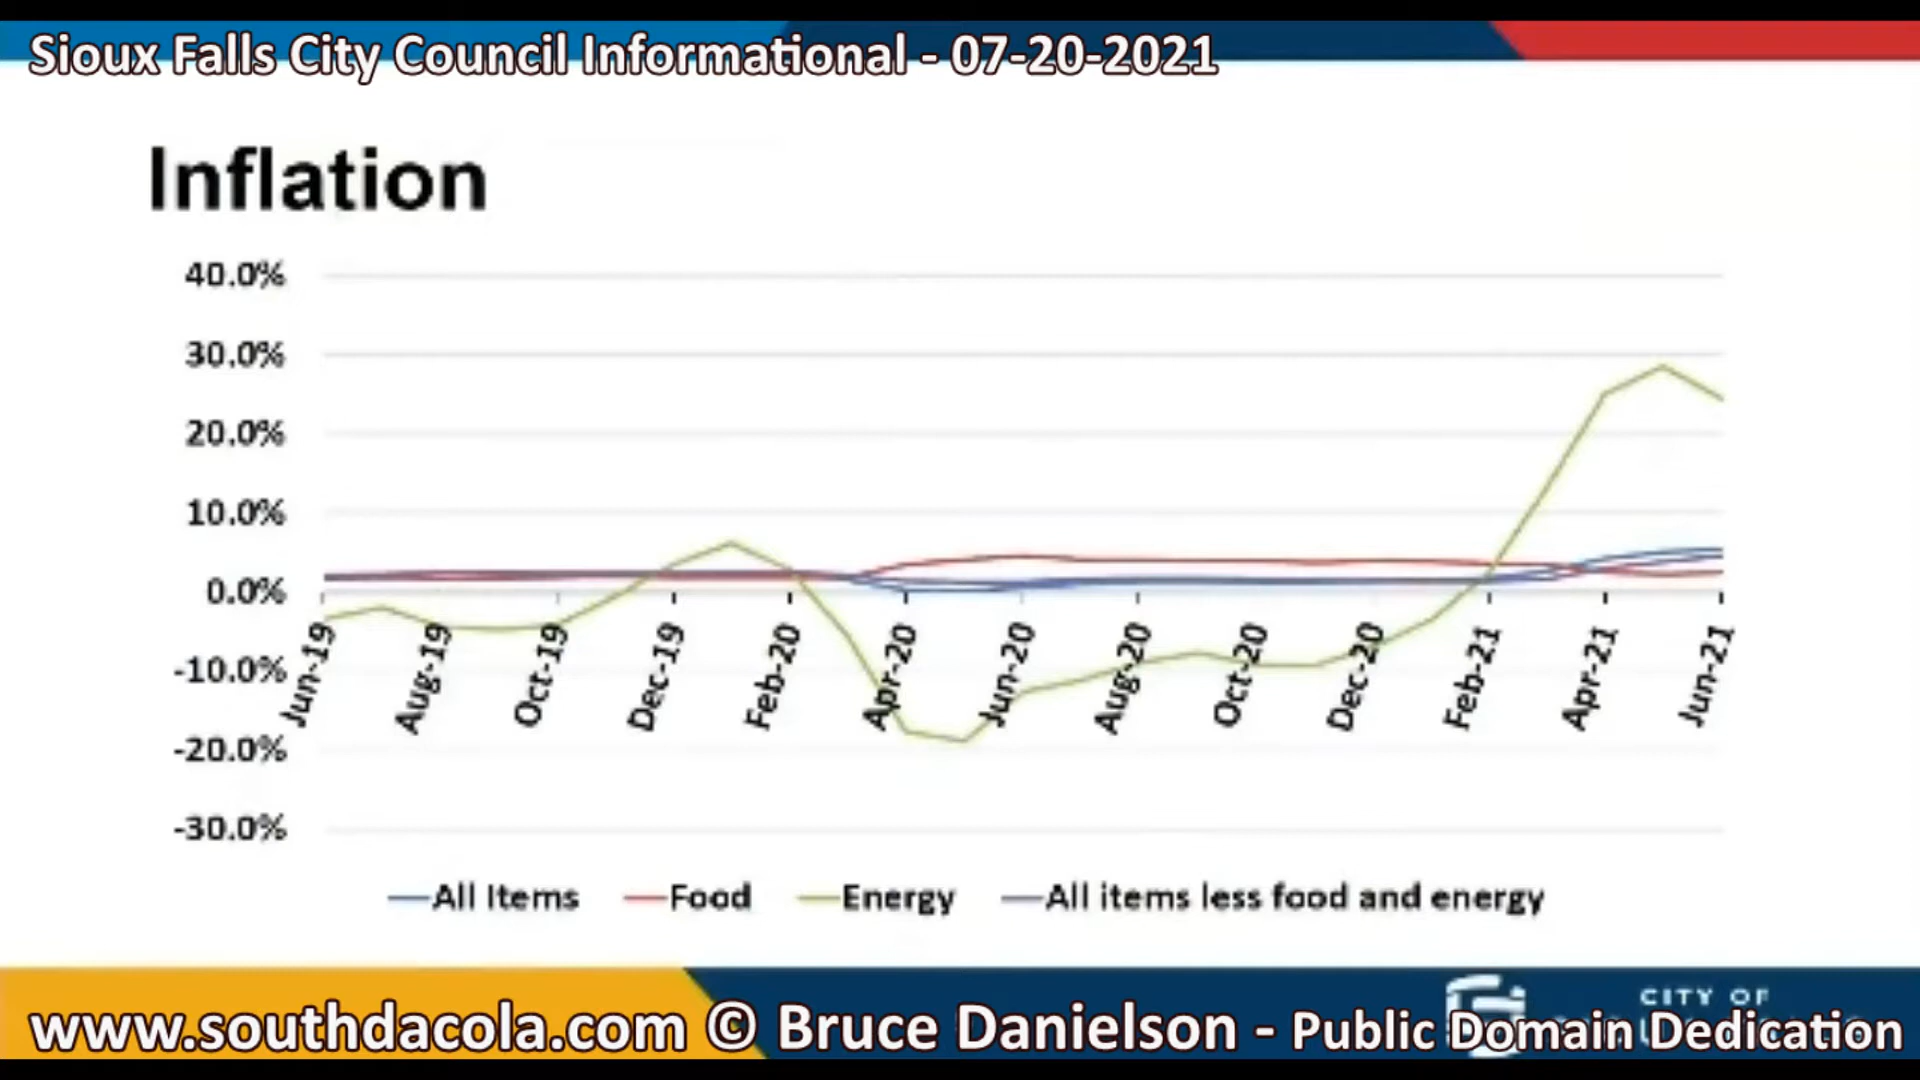 Sioux Falls City Council Informational - 07-20-2021
Inflation
40.0%
30.0%
20.0%
10.0%
0.0%
-10.0%
-20.0%
-30.0%
Jun-19
Aug-19
Oct-19
Dec-19
Feb-20
Apr-20
Jun-20
Aug-20
Oct-20
Dec-20
Feb-21
Apr-21
Jun-21
All Items Food Energy All items less food and energy
CITY OF
www.southdacola.com © Bruce Danielson - Public Domain Dedication